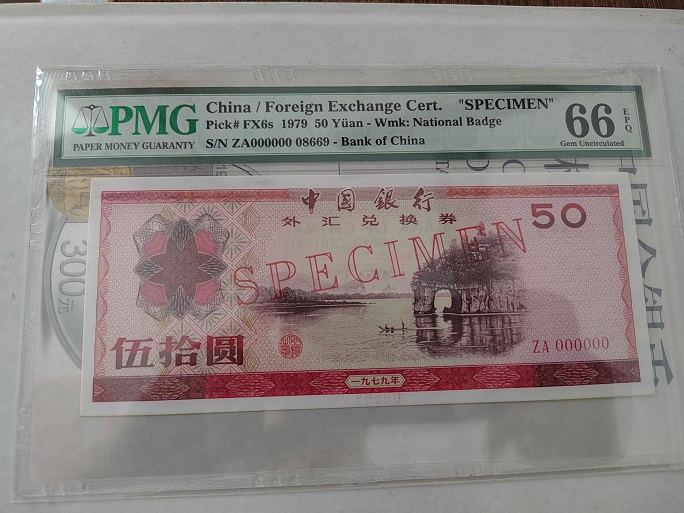 PMG
PAPER MONEY GUARANTY
China / Foreign Exchange Cert. "SPECIMEN"
Pick# FX6s 1979 50 Yüan - Wmk: National Badge
S/N ZA000000 08669 - Bank of China
66 EPQ
Gem Uncirculated
中國銀行
外汇兑换券
50
SPECIMEN
ZA 000000
伍拾圆
一九七九年
300元